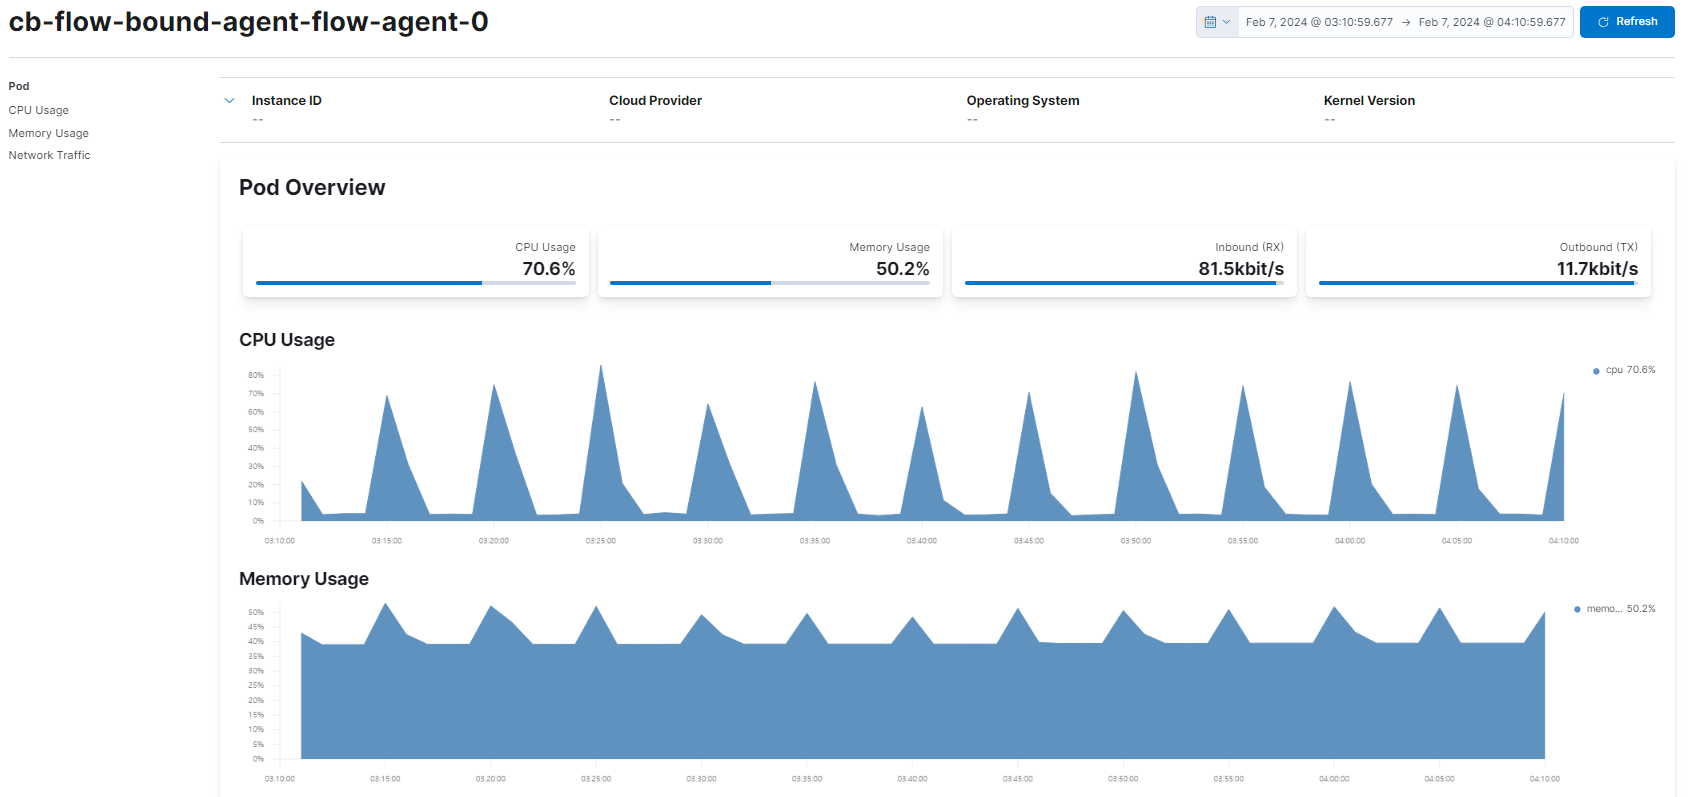 cb-flow-bound-agent-flow-agent-0
Feb 7, 2024 @ 03:10:59.677 → Feb 7, 2024 @ 04:10:59.677
Refresh
Pod
CPU Usage
Memory Usage
Network Traffic
Instance ID
--
Cloud Provider
--
Operating System
--
Kernel Version
--
Pod Overview
CPU Usage
70.6%
Memory Usage
50.2%
Inbound (RX)
81.5kbit/s
Outbound (TX)
11.7kbit/s
CPU Usage
80%
70%
60%
50%
40%
30%
20%
10%
0%
03:10:00 03:15:00 03:20:00 03:25:00 03:30:00 03:35:00 03:40:00 03:45:00 03:50:00 03:55:00 04:00:00 04:05:00 04:10:00
cpu 70.6%
Memory Usage
50%
45%
40%
35%
30%
25%
20%
15%
10%
5%
0%
03:10:00 03:15:00 03:20:00 03:25:00 03:30:00 03:35:00 03:40:00 03:45:00 03:50:00 03:55:00 04:00:00 04:05:00 04:10:00
memo... 50.2%